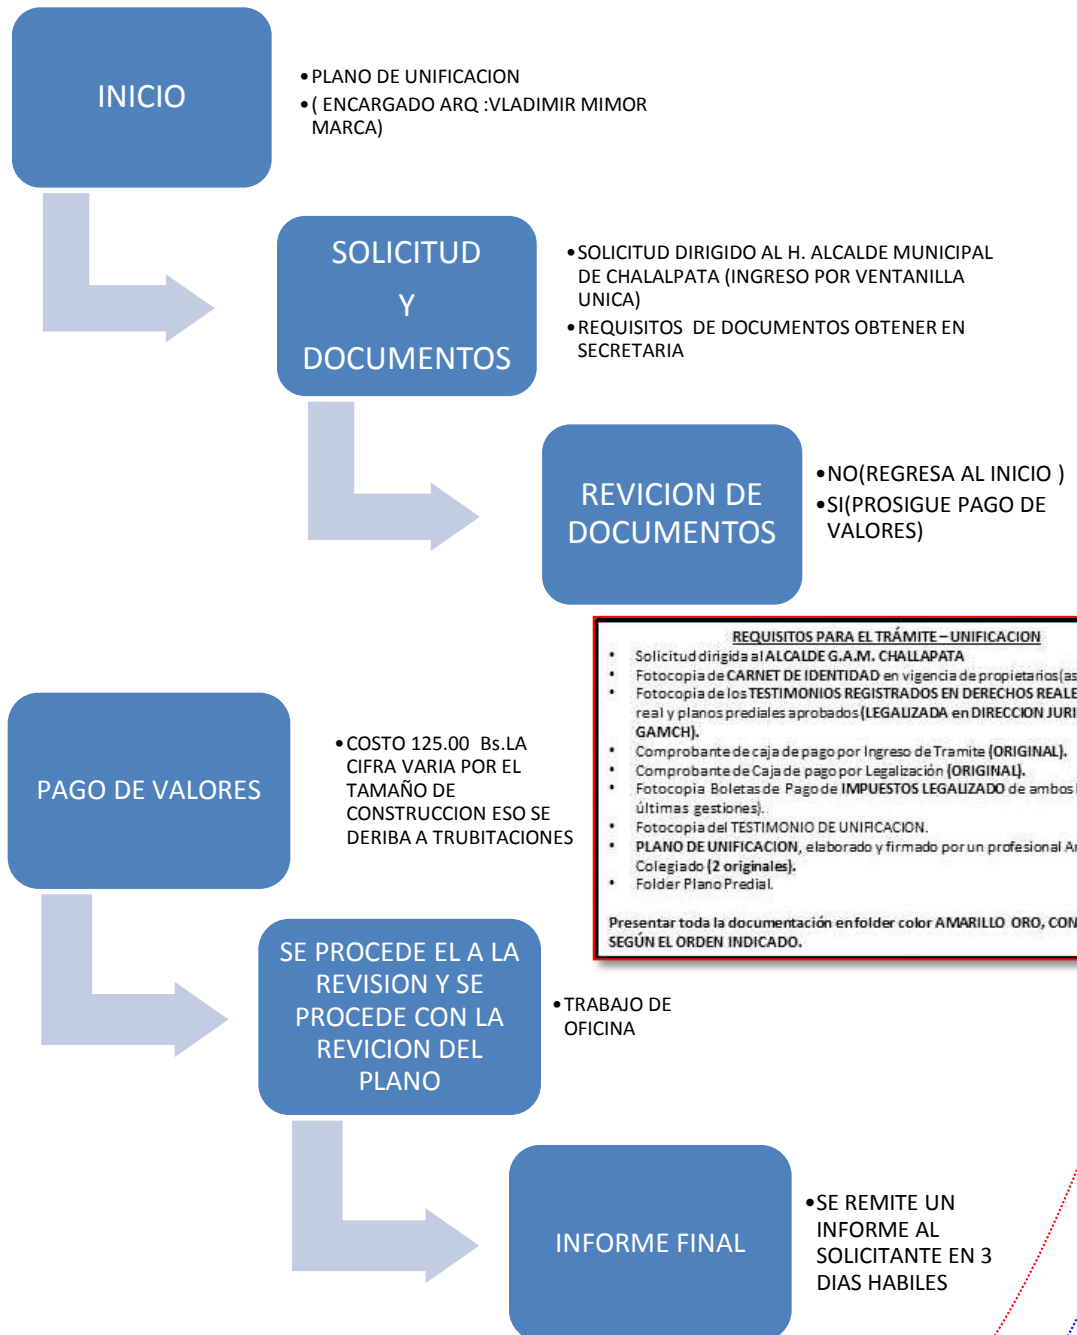 INICIO
•PLANO DE UNIFICACION
•( ENCARGADO ARQ :VLADIMIR MIMOR
MARCA)
SOLICITUD
Y
DOCUMENTOS
•SOLICITUD DIRIGIDO AL H. ALCALDE MUNICIPAL
DE CHALALPATA (INGRESO POR VENTANILLA
UNICA)
•REQUISITOS DE DOCUMENTOS OBTENER EN
SECRETARIA
REVICION DE
DOCUMENTOS
•NO(REGRESA AL INICIO )
•SI(PROSIGUE PAGO DE
VALORES)
REQUISITOS PARA EL TRÁMITE – UNIFICACION
• Solicitud dirigida al ALCALDE G.A.M. CHALLAPATA
• Fotocopia de CARNET DE IDENTIDAD en vigencia de propietarios(as
• Fotocopia de los TESTIMONIOS REGISTRADOS EN DERECHOS REALE
real y planos prediales aprobados (LEGALIZADA en DIRECCION JURI
GAMCH).
• Comprobante de caja de pago por Ingreso de Tramite (ORIGINAL).
• Comprobante de Caja de pago por Legalización (ORIGINAL).
• Fotocopia Boletas de Pago de IMPUESTOS LEGALIZADO de ambos
últimas gestiones).
• Fotocopia del TESTIMONIO DE UNIFICACION.
• PLANO DE UNIFICACION, elaborado y firmado por un profesional Ar
Colegiado (2 originales).
• Folder Plano Predial.
Presentar toda la documentación en folder color AMARILLO ORO, CON
SEGÚN EL ORDEN INDICADO.
PAGO DE VALORES
•COSTO 125.00 Bs.LA
CIFRA VARIA POR EL
TAMAÑO DE
CONSTRUCCION ESO SE
DERIBA A TRUBITACIONES
SE PROCEDE EL A LA
REVISION Y SE
PROCEDE CON LA
REVICION DEL
PLANO
•TRABAJO DE
OFICINA
INFORME FINAL
•SE REMITE UN
INFORME AL
SOLICITANTE EN 3
DIAS HABILES